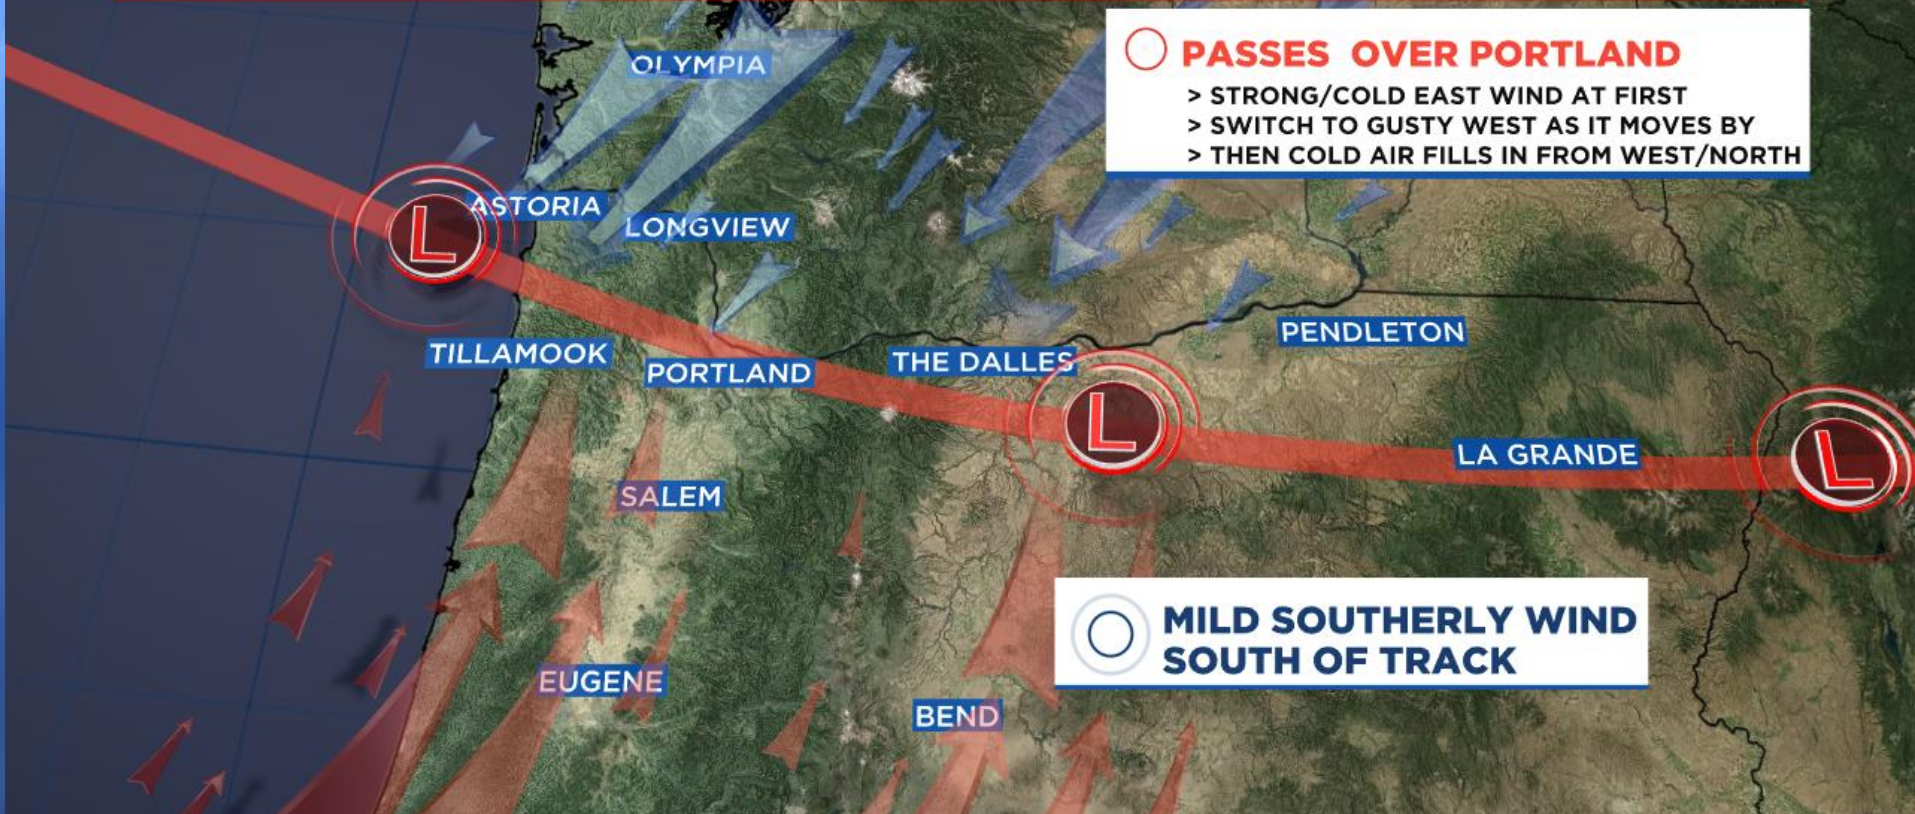 PASSES OVER PORTLAND
> STRONG/COLD EAST WIND AT FIRST
> SWITCH TO GUSTY WEST AS IT MOVES BY
> THEN COLD AIR FILLS IN FROM WEST/NORTH
OLYMPIA
ASTORIA
LONGVIEW
L
TILLAMOOK
PORTLAND
THE DALLES
PENDLETON
L
LA GRANDE
L
SALEM
MILD SOUTHERLY WIND
SOUTH OF TRACK
EUGENE
BEND